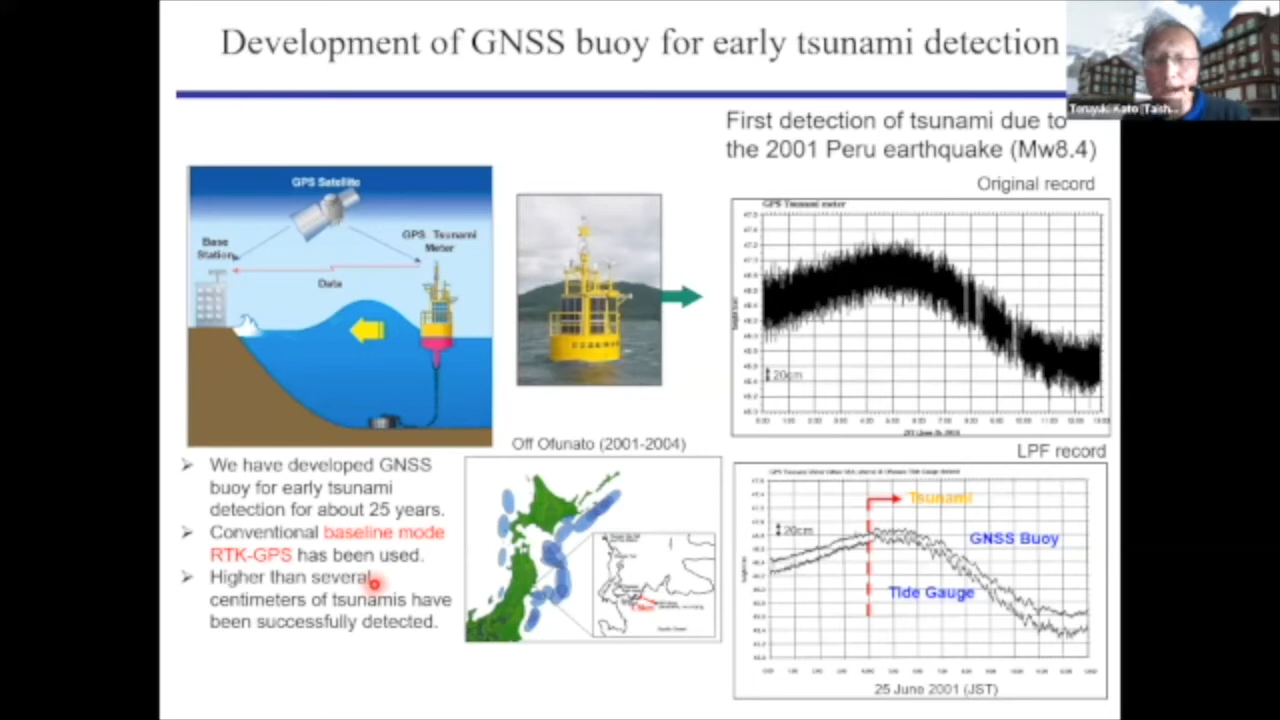 Development of GNSS buoy for early tsunami detection
First detection of tsunami due to
the 2001 Peru earthquake (Mw8.4)
Original record
GPS Satellite
Base
Station
GPS Tsunami
Meter
Data
GPS Tsunami meter
20cm
Off Ofunato (2001-2004)
LPF record
We have developed GNSS
buoy for early tsunami
detection for about 25 years.
Conventional baseline mode
RTK-GPS has been used.
Higher than several
centimeters of tsunamis have
been successfully detected.
Tsunami
20cm
GNSS Buoy
Tide Gauge
25 June 2001 (JST)